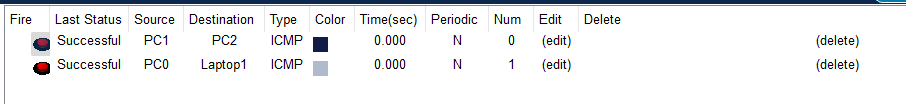 Fire Last Status Source Destination Type Color Time(sec) Periodic Num Edit Delete
Successful PC1 PC2 ICMP 0.000 N 0 (edit) (delete)
Successful PC0 Laptop1 ICMP 0.000 N 1 (edit) (delete)